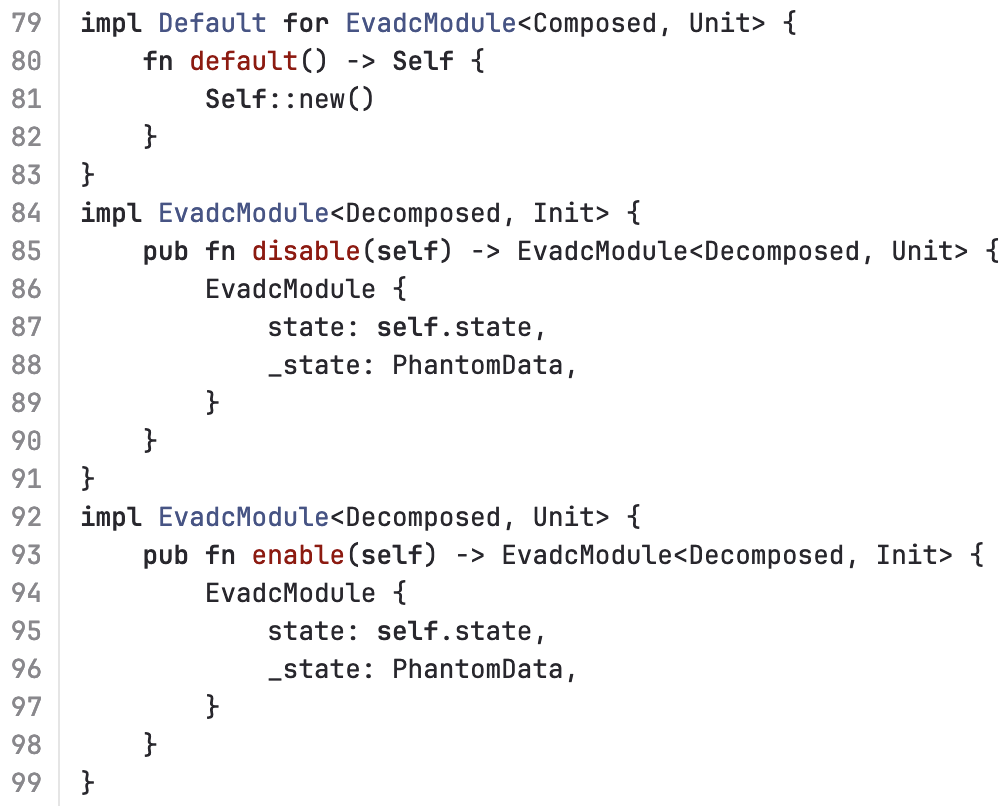 79 impl Default for EvadcModule<Composed, Unit> {
80     fn default() -> Self {
81         Self::new()
82     }
83 }
84 impl EvadcModule<Decomposed, Init> {
85     pub fn disable(self) -> EvadcModule<Decomposed, Unit> {
86         EvadcModule {
87             state: self.state,
88             _state: PhantomData,
89         }
90     }
91 }
92 impl EvadcModule<Decomposed, Unit> {
93     pub fn enable(self) -> EvadcModule<Decomposed, Init> {
94         EvadcModule {
95             state: self.state,
96             _state: PhantomData,
97         }
98     }
99 }